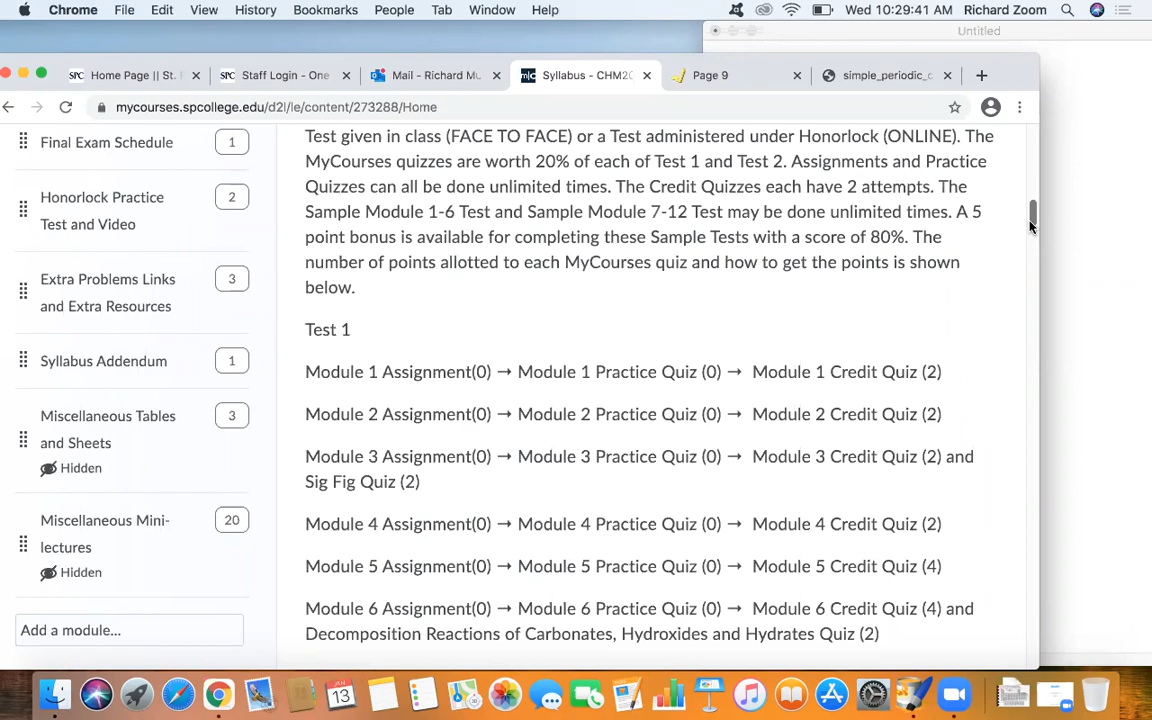 Chrome File Edit View History Bookmarks People Tab Window Help Wed 10:29:41 AM Richard Zoom
Untitled
SPC Home Page || St. F SPC Staff Login - One Mail - Richard Mu m|c Syllabus - CHM20 Page 9 simple_periodic_c
mycourses.spcollege.edu/d2l/le/content/273288/Home
Final Exam Schedule 1
Honorlock Practice 2
Test and Video
Extra Problems Links 3
and Extra Resources
Syllabus Addendum 1
Miscellaneous Tables 3
and Sheets
Hidden
Miscellaneous Mini- 20
lectures
Hidden
Add a module...
Test given in class (FACE TO FACE) or a Test administered under Honorlock (ONLINE). The
MyCourses quizzes are worth 20% of each of Test 1 and Test 2. Assignments and Practice
Quizzes can all be done unlimited times. The Credit Quizzes each have 2 attempts. The
Sample Module 1-6 Test and Sample Module 7-12 Test may be done unlimited times. A 5
point bonus is available for completing these Sample Tests with a score of 80%. The
number of points allotted to each MyCourses quiz and how to get the points is shown
below.
Test 1
Module 1 Assignment(0) → Module 1 Practice Quiz (0) → Module 1 Credit Quiz (2)
Module 2 Assignment(0) → Module 2 Practice Quiz (0) → Module 2 Credit Quiz (2)
Module 3 Assignment(0) → Module 3 Practice Quiz (0) → Module 3 Credit Quiz (2) and
Sig Fig Quiz (2)
Module 4 Assignment(0) → Module 4 Practice Quiz (0) → Module 4 Credit Quiz (2)
Module 5 Assignment(0) → Module 5 Practice Quiz (0) → Module 5 Credit Quiz (4)
Module 6 Assignment(0) → Module 6 Practice Quiz (0) → Module 6 Credit Quiz (4) and
Decomposition Reactions of Carbonates, Hydroxides and Hydrates Quiz (2)
JAN
13